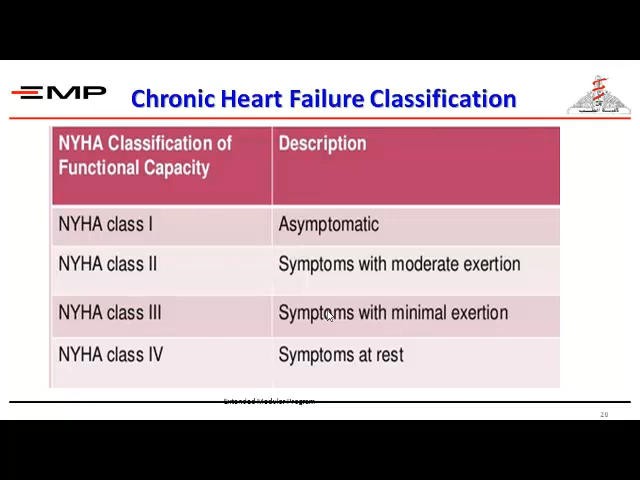 EMP
Chronic Heart Failure Classification
NYHA Classification of Functional Capacity
Description
NYHA class I
Asymptomatic
NYHA class II
Symptoms with moderate exertion
NYHA class III
Symptoms with minimal exertion
NYHA class IV
Symptoms at rest
Extended Modular Program
20